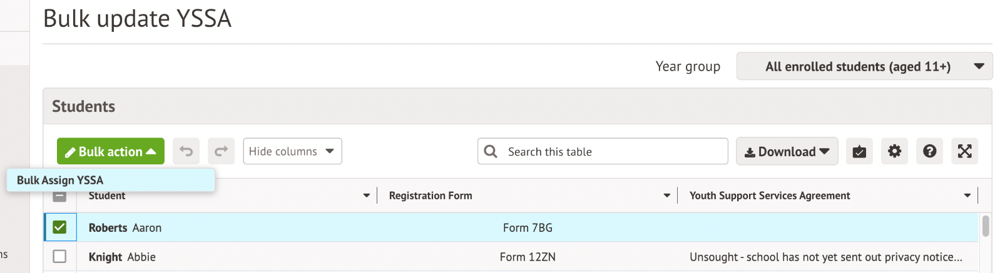 Bulk update YSSA
Year group All enrolled students (aged 11+)
Students
Bulk action Hide columns Search this table Download
Bulk Assign YSSA
Student Registration Form Youth Support Services Agreement
Roberts Aaron Form 7BG
ns Knight Abbie Form 12ZN Unsought - school has not yet sent out privacy notice...